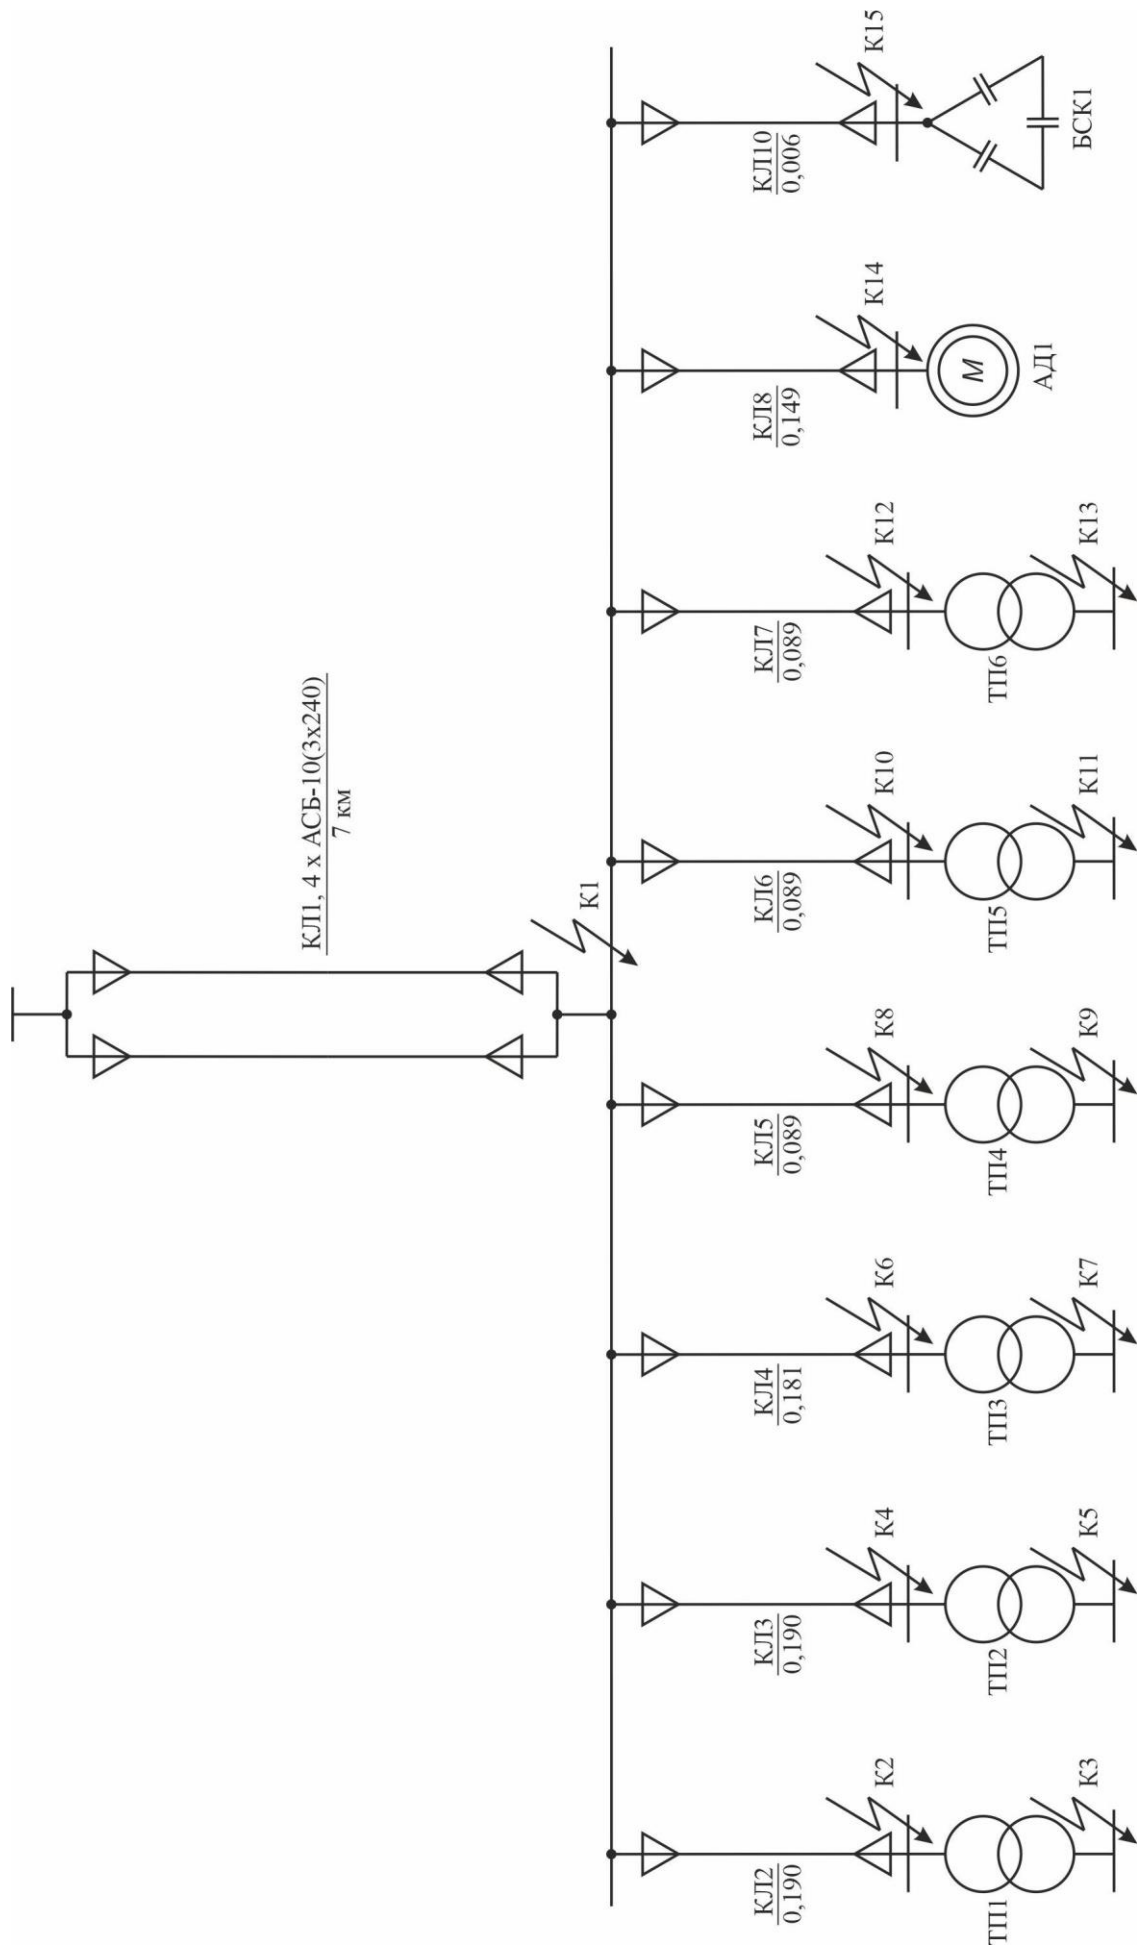 КЛ1, 4 х АСБ-10(3х240)
7 км
К1
КЛ2
0,190
К2
ТП1
К3
КЛ3
0,190
К4
ТП2
К5
КЛ4
0,181
К6
ТП3
К7
КЛ5
0,089
К8
ТП4
К9
КЛ6
0,089
К10
ТП5
К11
КЛ7
0,089
К12
ТП6
К13
КЛ8
0,149
К14
М
АД1
КЛ10
0,006
К15
БСК1